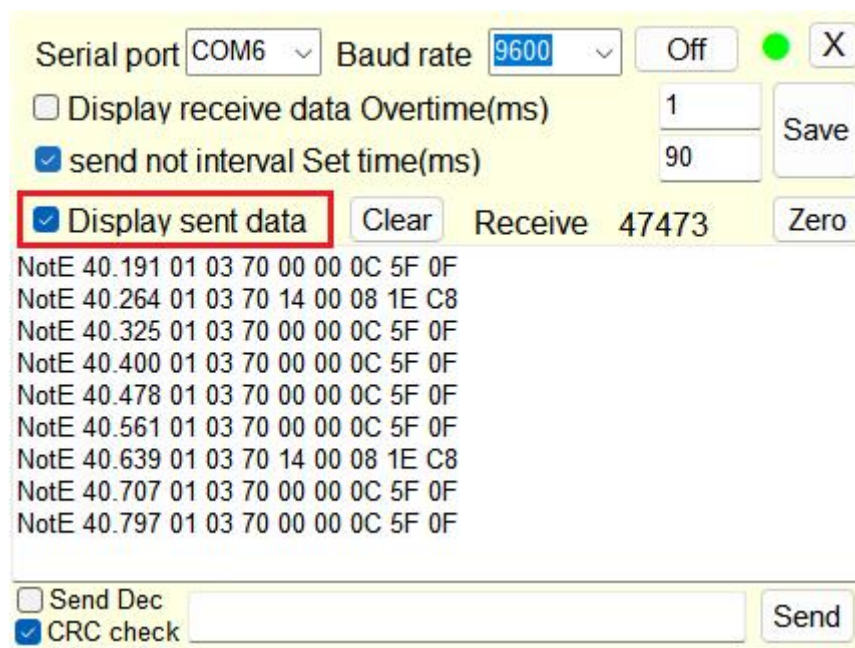 Serial port COM6 Baud rate 9600 Off X
Display receive data Overtime(ms) 1
Save
send not interval Set time(ms) 90
Display sent data Clear Receive 47473 Zero
NotE 40.191 01 03 70 00 00 0C 5F 0F
NotE 40.264 01 03 70 14 00 08 1E C8
NotE 40.325 01 03 70 00 00 0C 5F 0F
NotE 40.400 01 03 70 00 00 0C 5F 0F
NotE 40.478 01 03 70 00 00 0C 5F 0F
NotE 40.561 01 03 70 00 00 0C 5F 0F
NotE 40.639 01 03 70 14 00 08 1E C8
NotE 40.707 01 03 70 00 00 0C 5F 0F
NotE 40.797 01 03 70 00 00 0C 5F 0F
Send Dec
CRC check
Send